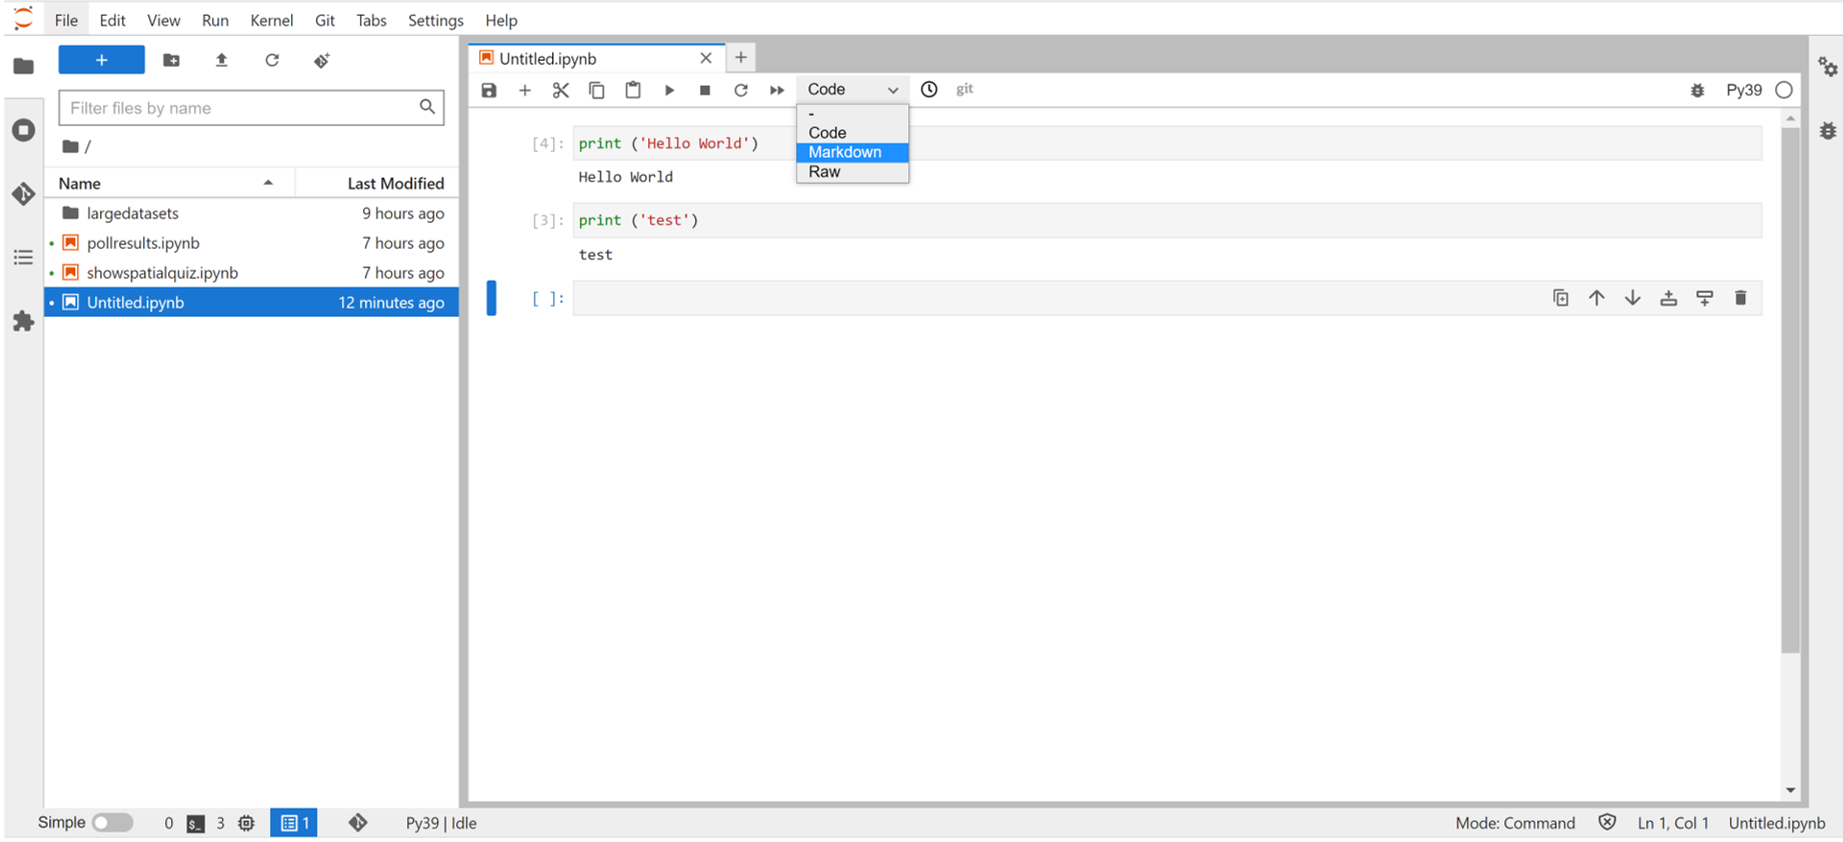 File Edit View Run Kernel Git Tabs Settings Help
+
Filter files by name
/
Name Last Modified
largedatasets 9 hours ago
pollresults.ipynb 7 hours ago
showspatialquiz.ipynb 7 hours ago
Untitled.ipynb 12 minutes ago
Untitled.ipynb
Code git Py39
-
Code
Markdown
Raw
[4]: print ('Hello World')
Hello World
[3]: print ('test')
test
[ ]:
Simple 0 $_ 3 1 Py39 | Idle Mode: Command Ln 1, Col 1 Untitled.ipynb